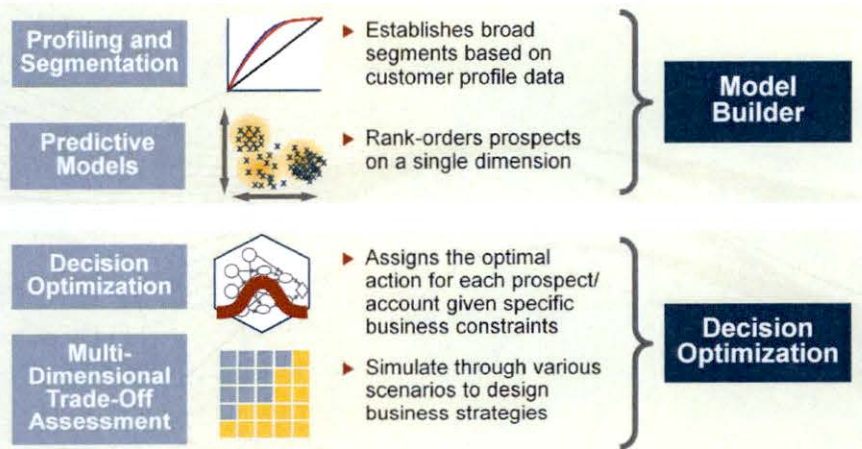 Profiling and
Segmentation
Establishes broad
segments based on
customer profile data
Predictive
Models
Rank-orders prospects
on a single dimension
Model
Builder
Decision
Optimization
Assigns the optimal
action for each prospect/
account given specific
business constraints
Multi-
Dimensional
Trade-Off
Assessment
Simulate through various
scenarios to design
business strategies
Decision
Optimization